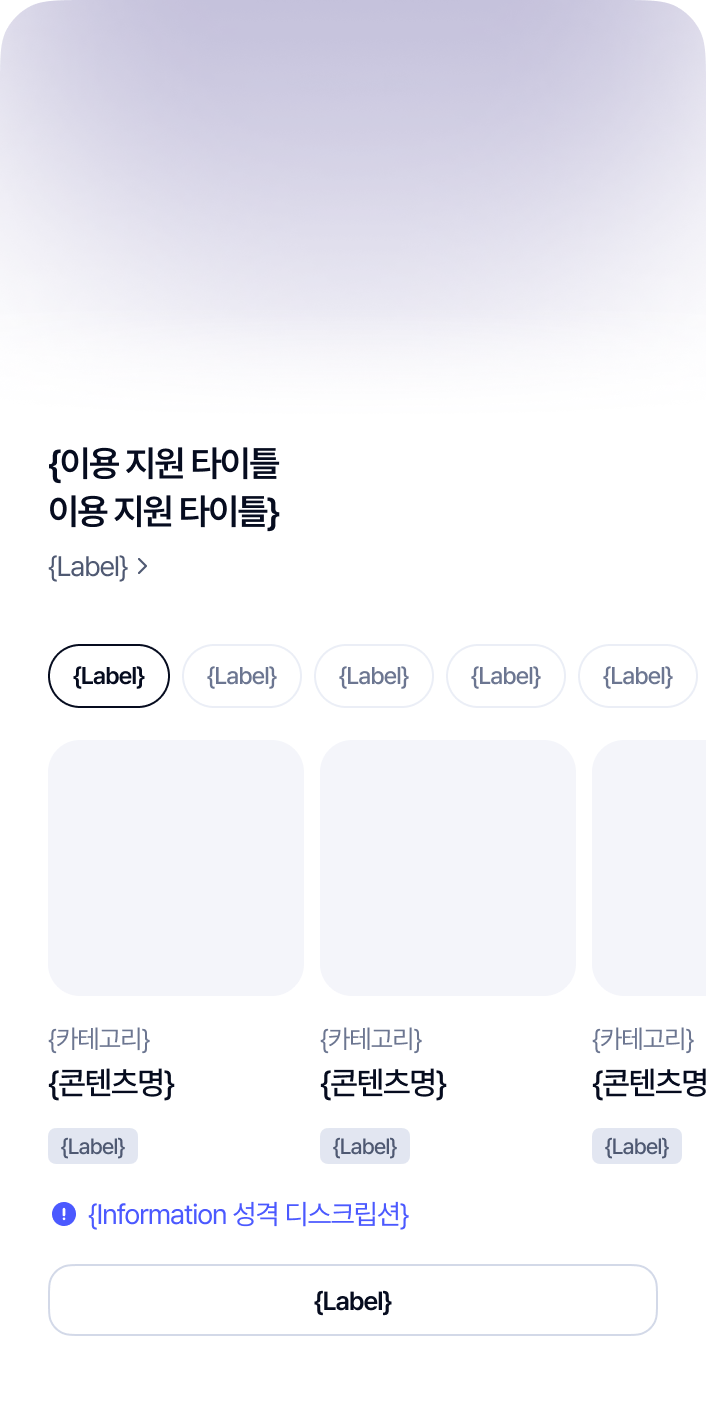 {이용 지원 타이틀
이용 지원 타이틀}
{Label}
{Label} {Label} {Label} {Label} {Label}
{카테고리} {카테고리} {카테고리}
{콘텐츠명} {콘텐츠명} {콘텐츠명
{Label} {Label} {Label}
{Information 성격 디스크립션}
{Label}